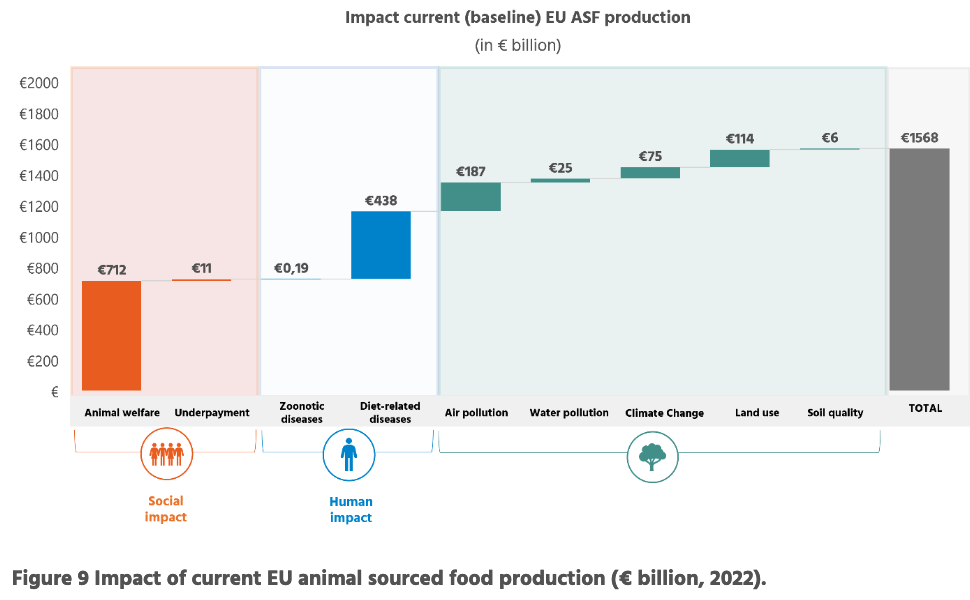 Impact current (baseline) EU ASF production
(in € billion)
€2000
€1800
€1600
€1400
€1200
€1000
€800
€600
€400
€200
€
€712
€11
€0,19
€438
€187
€25
€75
€114
€6
€1568
Animal welfare
Underpayment
Zoonotic
diseases
Diet-related
diseases
Air pollution
Water pollution
Climate Change
Land use
Soil quality
TOTAL
Social
impact
Human
impact
Figure 9 Impact of current EU animal sourced food production (€ billion, 2022).